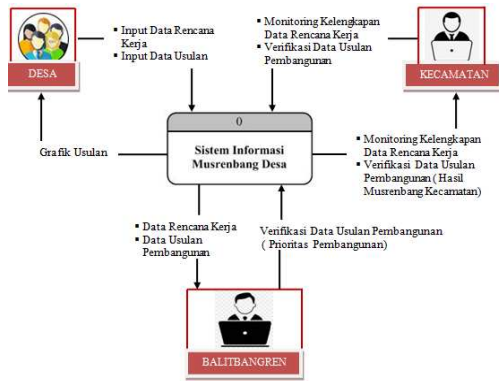 ▪ Input Data Rencana
Kerja
▪ Input Data Usulan
▪ Monitoring Kelengkapan
Data Rencana Kerja
▪ Verifikasi Data Usulan
Pembangunan
DESA
KECAMATAN
0
Sistem Informasi
Musrenbang Desa
Grafik Usulan
▪ Monitoring Kelengkapan
Data Rencana Kerja
▪ Verifikasi Data Usulan
Pembangunan ( Hasil
Musrenbang Kecamatan)
▪ Data Rencana Kerja
▪ Data Usulan
Pembangunan
Verifikasi Data Usulan Pembangunan
( Prioritas Pembangunan)
BALITBANGREN